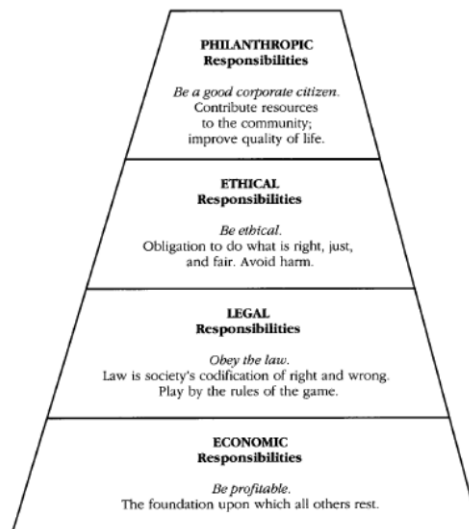 PHILANTHROPIC
Responsibilities
Be a good corporate citizen.
Contribute resources
to the community;
improve quality of life.
ETHICAL
Responsibilities
Be ethical.
Obligation to do what is right, just,
and fair. Avoid harm.
LEGAL
Responsibilities
Obey the law.
Law is society's codification of right and wrong.
Play by the rules of the game.
ECONOMIC
Responsibilities
Be profitable.
The foundation upon which all others rest.